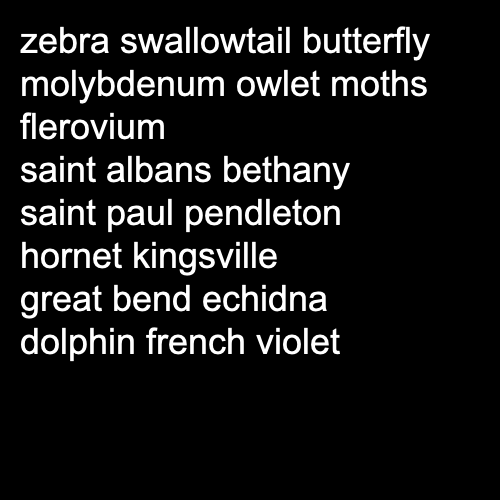 zebra swallowtail butterfly
molybdenum owlet moths
flerovium
saint albans bethany
saint paul pendleton
hornet kingsville
great bend echidna
dolphin french violet